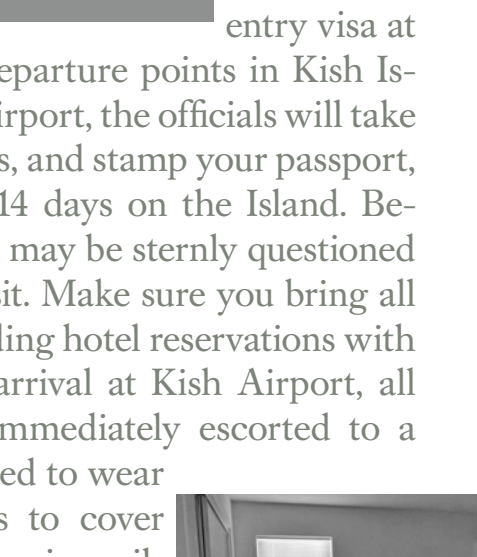 entry visa at
eparture points in Kish Is-
irport, the officials will take
s, and stamp your passport,
14 days on the Island. Be-
may be sternly questioned
sit. Make sure you bring all
ding hotel reservations with
arrival at Kish Airport, all
mmediately escorted to a
ed to wear
s to cover